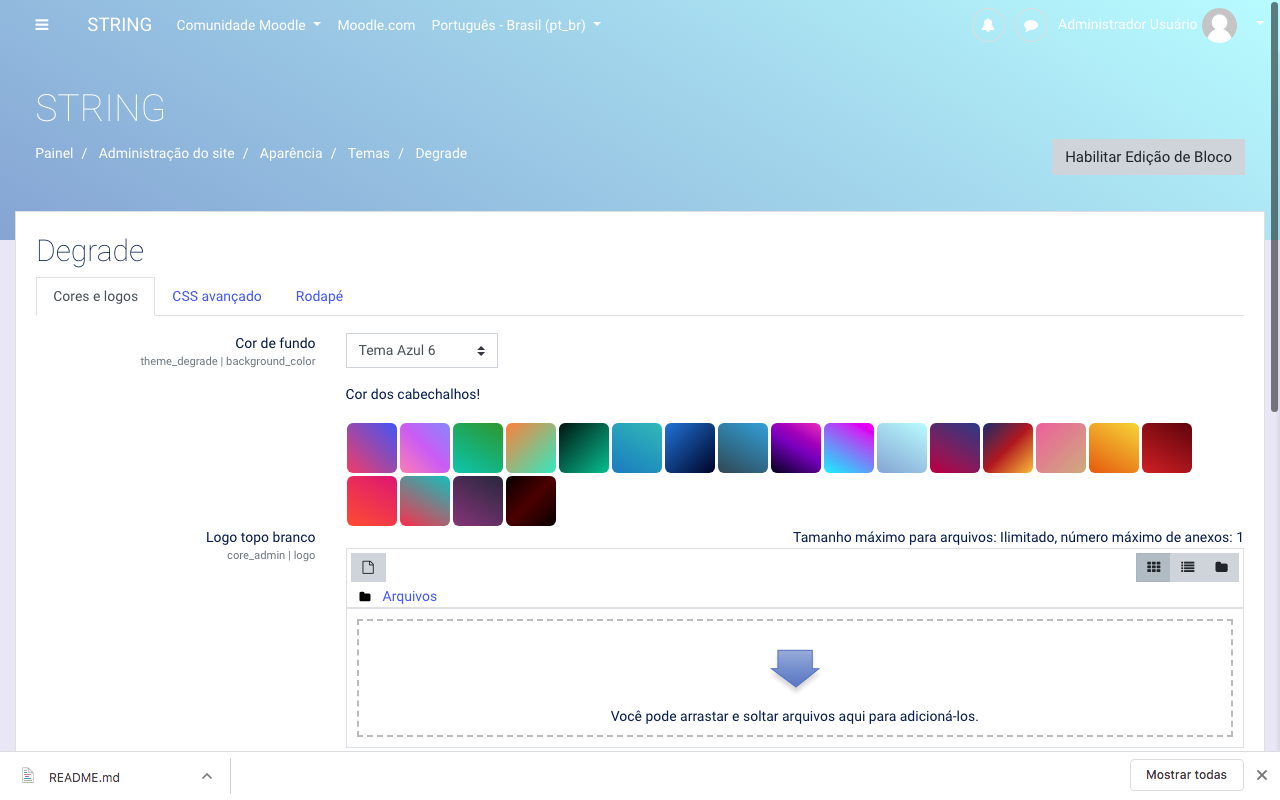 STRING Comunidade Moodle Moodle.com Português - Brasil (pt_br) Administrador Usuário
STRING
Painel / Administração do site / Aparência / Temas / Degrade
Habilitar Edição de Bloco
Degrade
Cores e logos CSS avançado Rodapé
Cor de fundo Tema Azul 6
theme_degrade | background_color
Cor dos cabechalhos!
Logo topo branco Tamanho máximo para arquivos: Ilimitado, número máximo de anexos: 1
core_admin | logo
Arquivos
Você pode arrastar e soltar arquivos aqui para adicioná-los.
README.md Mostrar todas